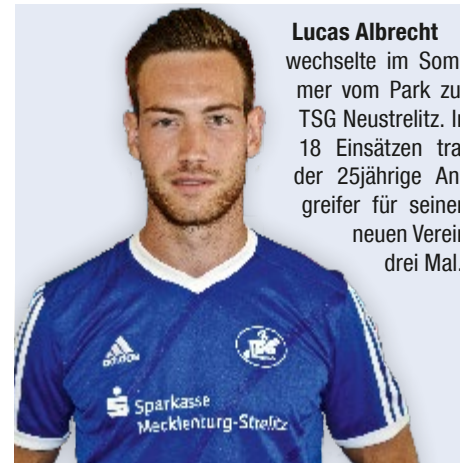 Lucas Albrecht
wechselte im Som
mer vom Park zu
TSG Neustrelitz. I
18 Einsätzen tra
der 25jährige An
greifer für seine
neuen Verein
drei Mal.
adidas
Sparkasse
Mecklenburg-Strelitz